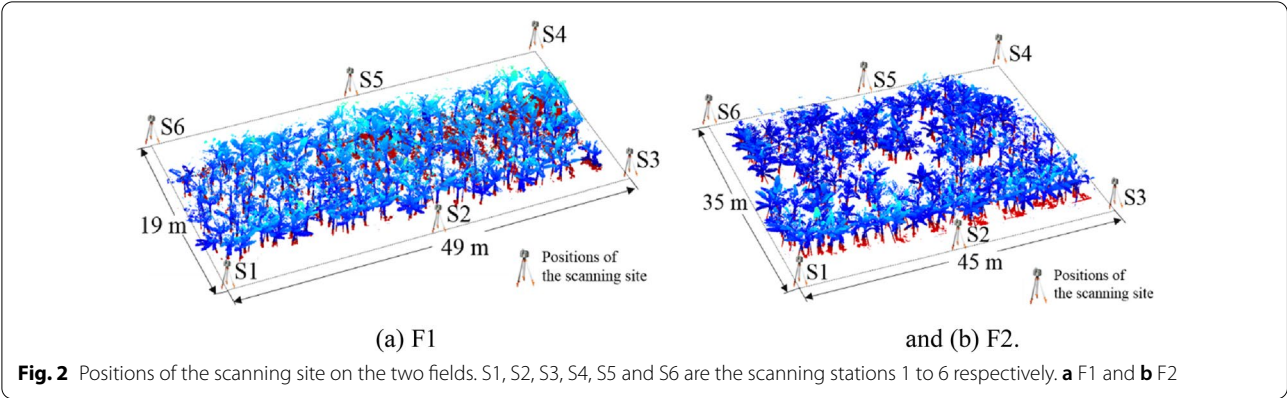 S4
S5
S6
S3
S2
S1
19 m
49 m
Positions of
the scanning site
(a) F1
S4
S5
S6
S3
S2
S1
35 m
45 m
Positions of
the scanning site
and (b) F2.
Fig. 2 Positions of the scanning site on the two fields. S1, S2, S3, S4, S5 and S6 are the scanning stations 1 to 6 respectively. a F1 and b F2